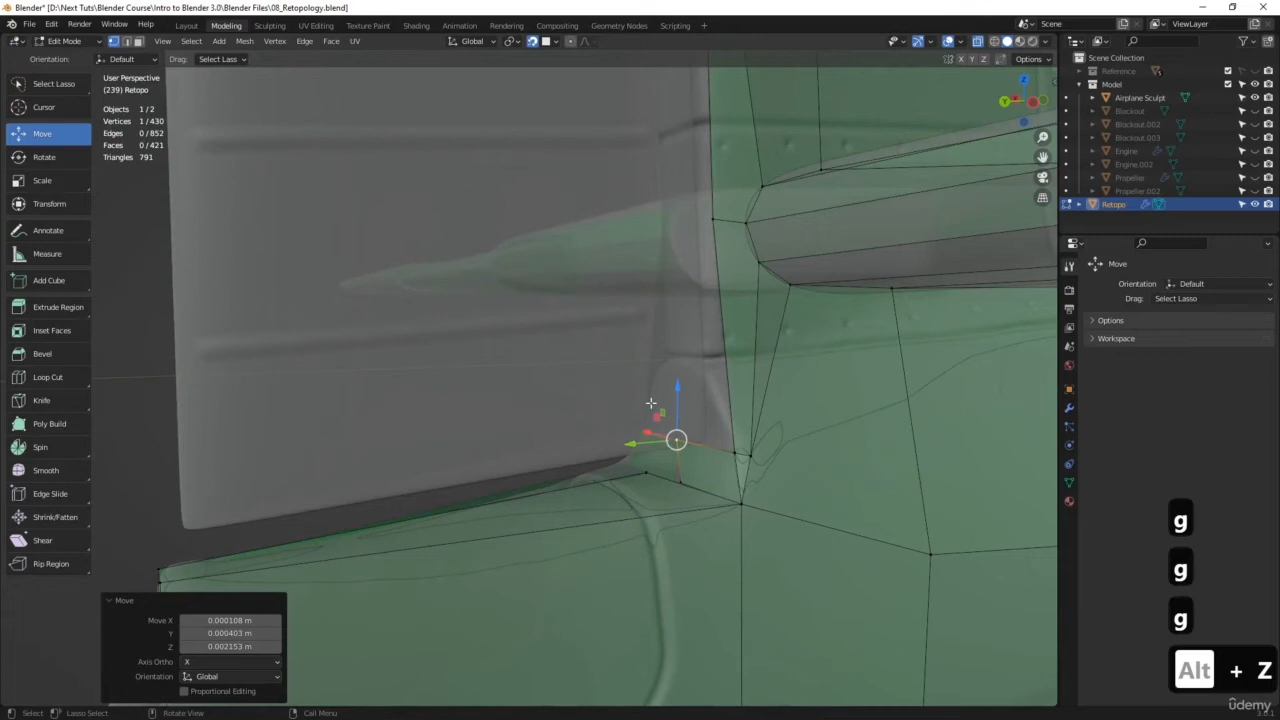 Blender* [D:\Next Tuts\Blender Course\Intro to Blender 3.0\Blender Files\08_Retopology.blend]
File Edit Render Window Help Layout Modeling Sculpting UV Editing Texture Paint Shading Animation Rendering Compositing Geometry Nodes Scripting + Scene ViewLayer
Edit Mode View Select Add Mesh Vertex Edge Face UV Global
Orientation: Default Drag: Select Lasso X Y Z Options
Select Lasso
Cursor
Move
Rotate
Scale
Transform
Annotate
Measure
Add Cube
Extrude Region
Inset Faces
Bevel
Loop Cut
Knife
Poly Build
Spin
Smooth
Edge Slide
Shrink/Fatten
Shear
Rip Region
User Perspective
(239) Retopo
Objects 1/2
Vertices 1/430
Edges 0/852
Faces 0/421
Triangles 791
Z
Y
Scene Collection
Reference
Model
Airplane Sculpt
Blockout
Blockout.002
Blockout.003
Engine
Engine.002
Propeller
Propeller.002
Retopo
Move
Orientation Default
Drag: Select Lasso
Options
Workspace
Move
Move X 0.000108 m
Y 0.000403 m
Z 0.002153 m
Axis Ortho X
Orientation Global
Proportional Editing
g
g
g
Alt + Z
Select Lasso Select Rotate View Call Menu
3.0.1
ûdemy